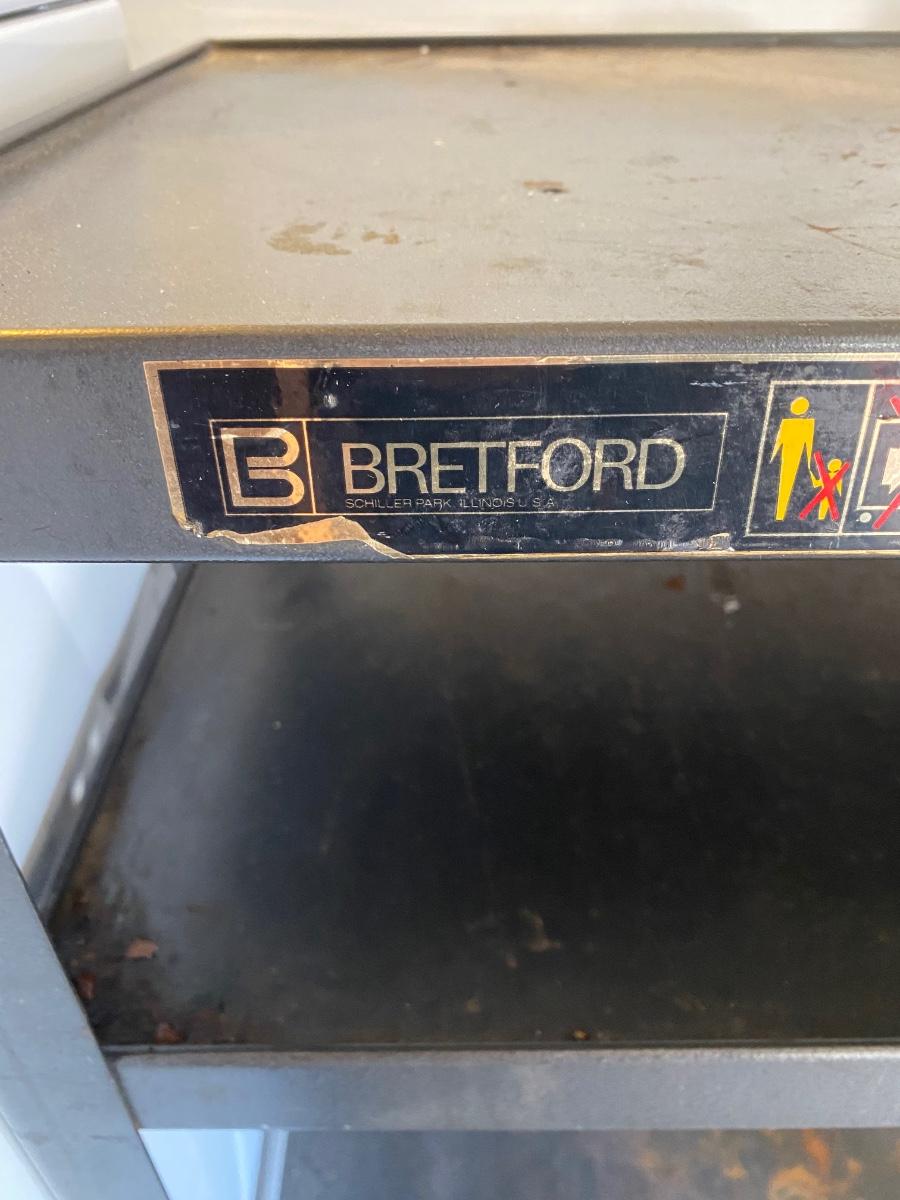 B BRETFORD
SCHILLER PARK, ILLINOIS U.S.A.